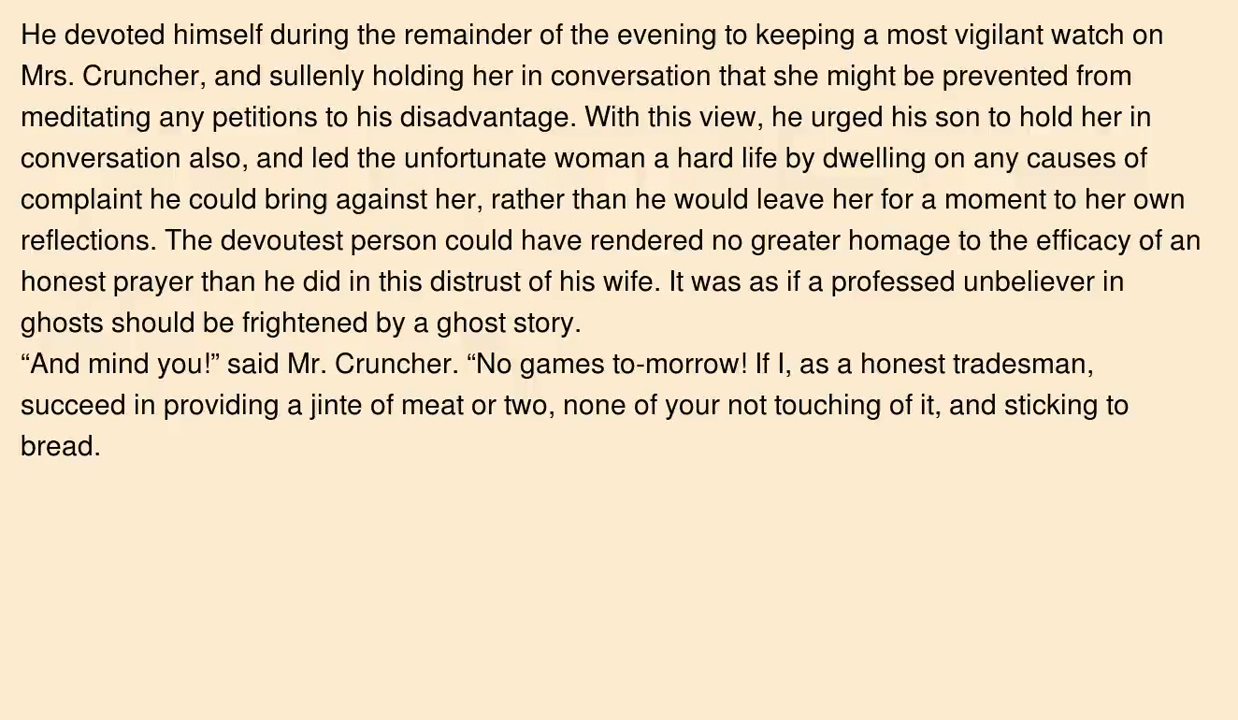 He devoted himself during the remainder of the evening to keeping a most vigilant watch on
Mrs. Cruncher, and sullenly holding her in conversation that she might be prevented from
meditating any petitions to his disadvantage. With this view, he urged his son to hold her in
conversation also, and led the unfortunate woman a hard life by dwelling on any causes of
complaint he could bring against her, rather than he would leave her for a moment to her own
reflections. The devoutest person could have rendered no greater homage to the efficacy of an
honest prayer than he did in this distrust of his wife. It was as if a professed unbeliever in
ghosts should be frightened by a ghost story.
“And mind you!” said Mr. Cruncher. “No games to-morrow! If I, as a honest tradesman,
succeed in providing a jinte of meat or two, none of your not touching of it, and sticking to
bread.